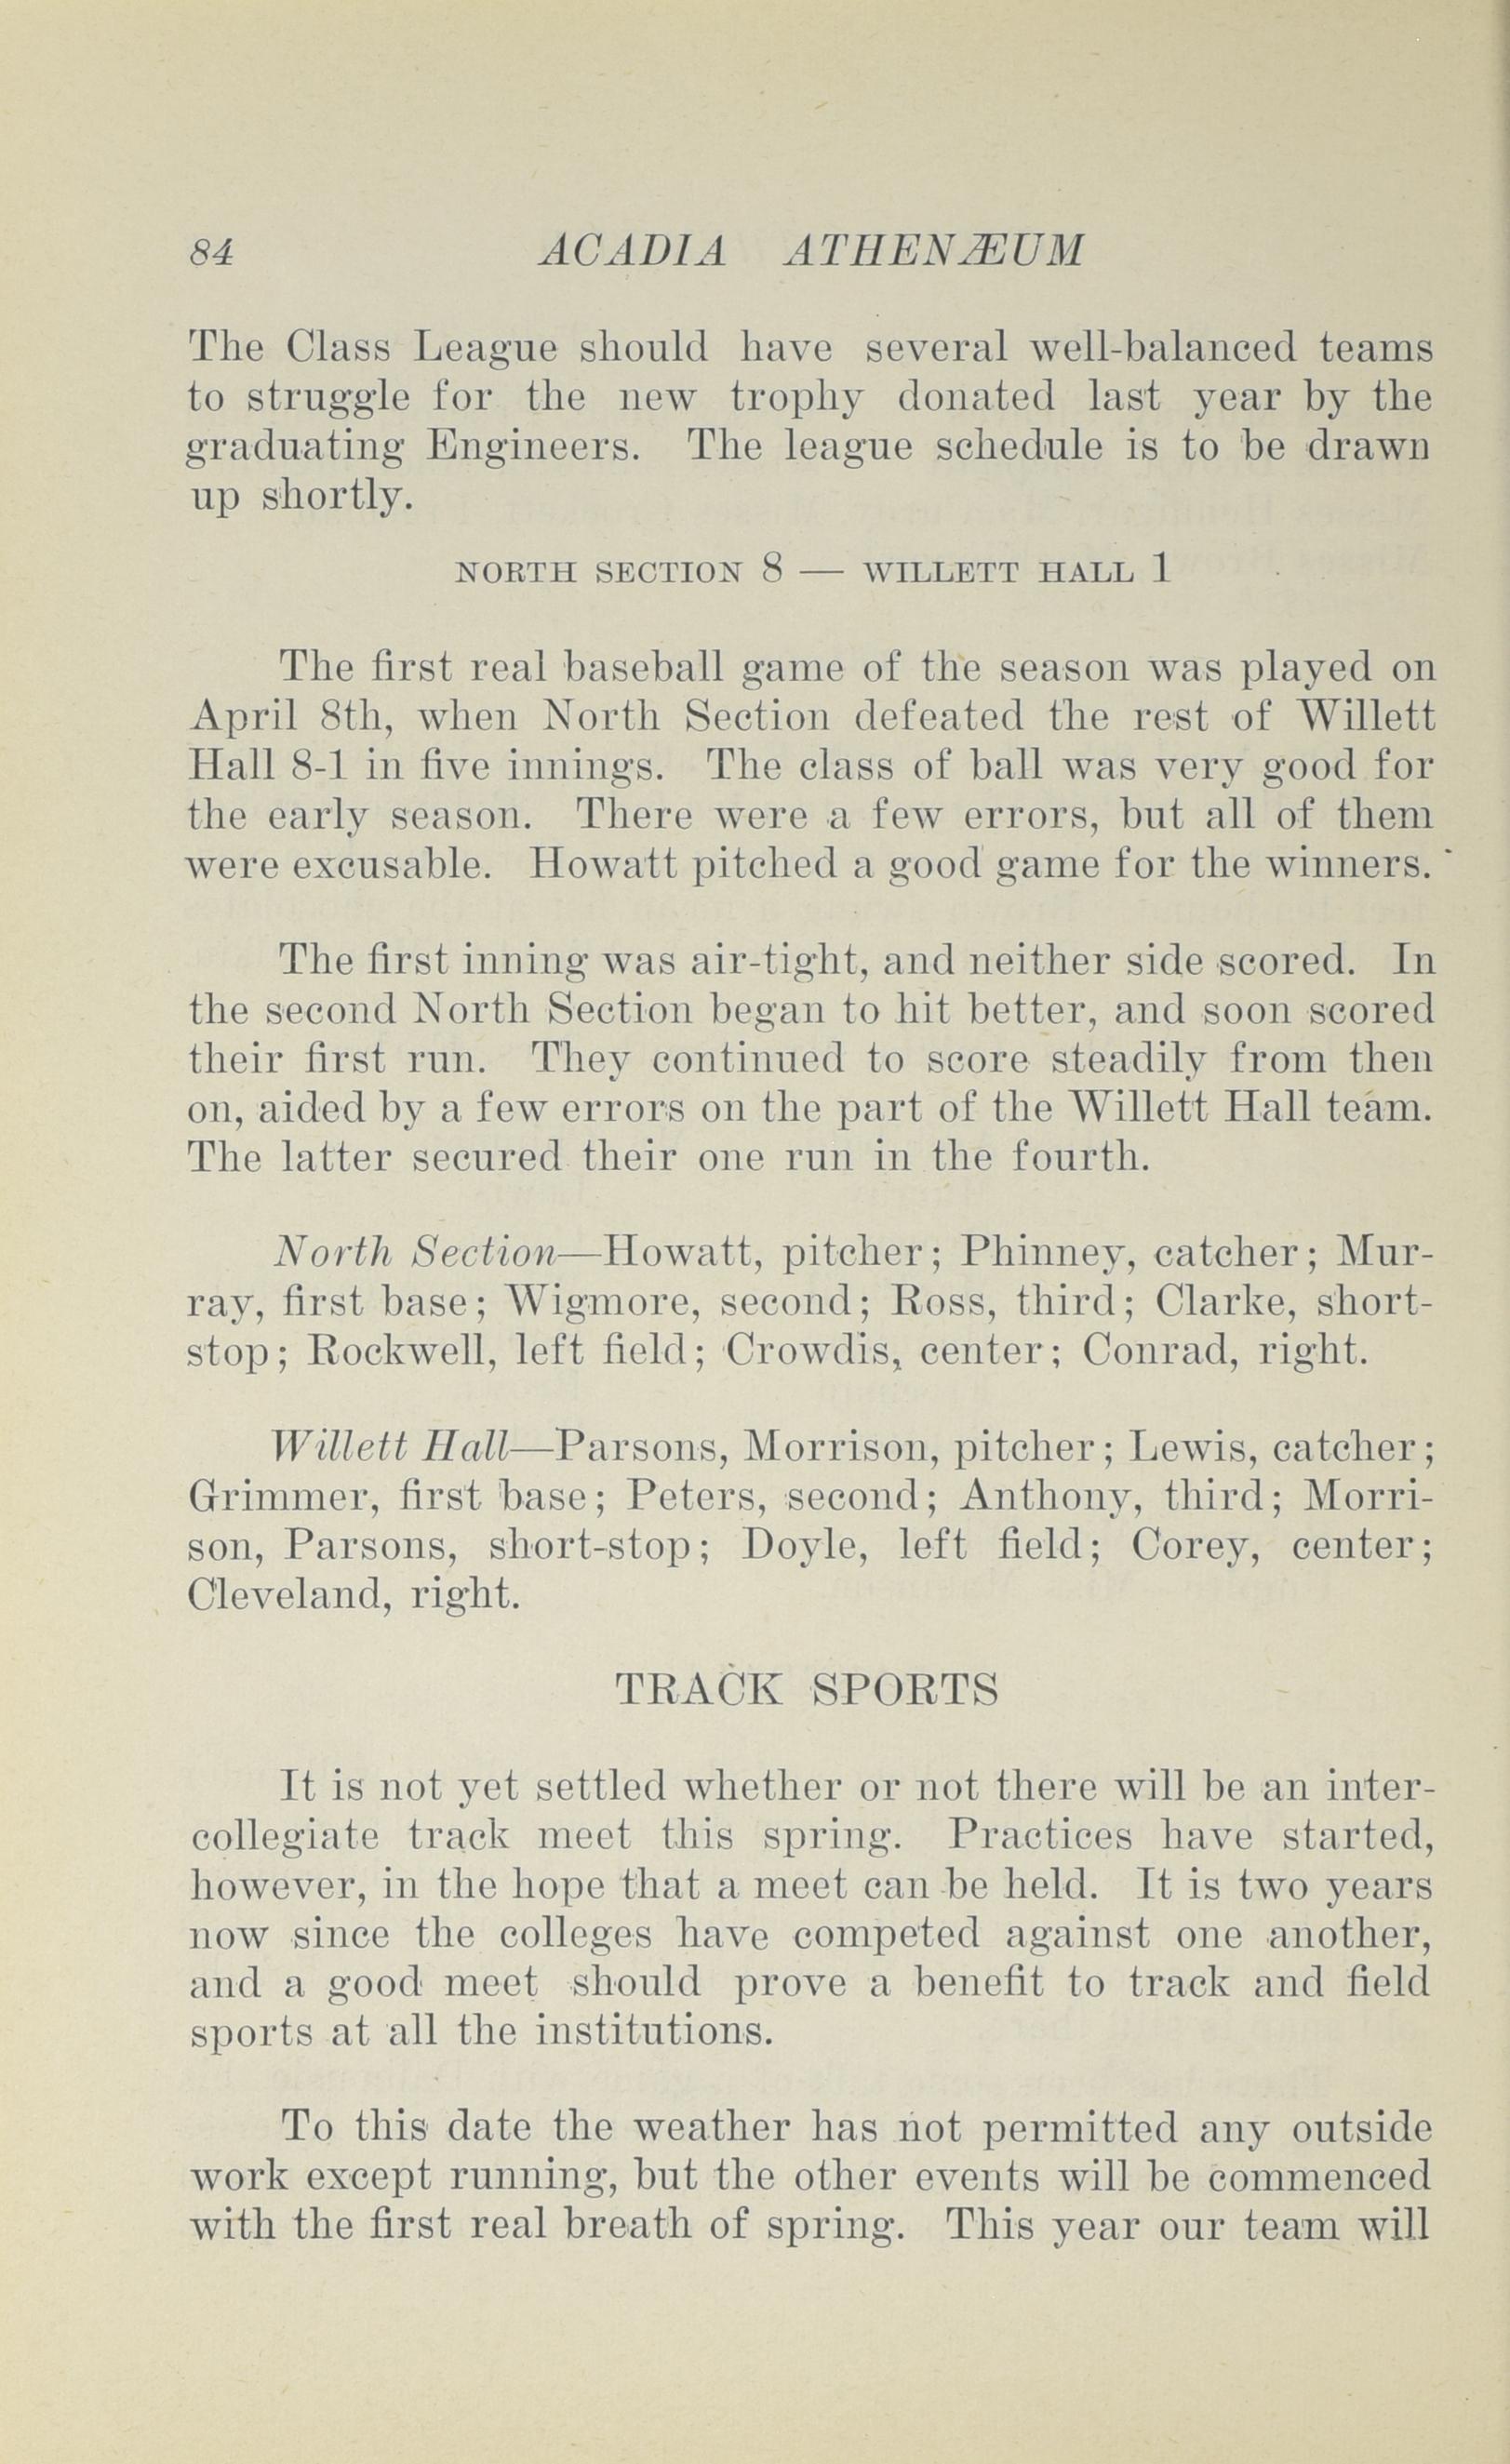 84 ACADIA ATHENÆUM
The Class League should have several well-balanced teams
to struggle for the new trophy donated last year by the
graduating Engineers. The league schedule is to be drawn
up shortly.
NORTH SECTION 8 — WILLETT HALL 1
The first real baseball game of the season was played on
April 8th, when North Section defeated the rest of Willett
Hall 8-1 in five innings. The class of ball was very good for
the early season. There were a few errors, but all of them
were excusable. Howatt pitched a good game for the winners.
The first inning was air-tight, and neither side scored. In
the second North Section began to hit better, and soon scored
their first run. They continued to score steadily from then
on, aided by a few errors on the part of the Willett Hall team.
The latter secured their one run in the fourth.
North Section—Howatt, pitcher; Phinney, catcher; Mur-
ray, first base; Wigmore, second; Ross, third; Clarke, short-
stop; Rockwell, left field; Crowdis, center; Conrad, right.
Willett Hall—Parsons, Morrison, pitcher; Lewis, catcher;
Grimmer, first base; Peters, second; Anthony, third; Morri-
son, Parsons, short-stop; Doyle, left field; Corey, center;
Cleveland, right.
TRACK SPORTS
It is not yet settled whether or not there will be an inter-
collegiate track meet this spring. Practices have started,
however, in the hope that a meet can be held. It is two years
now since the colleges have competed against one another,
and a good meet should prove a benefit to track and field
sports at all the institutions.
To this date the weather has not permitted any outside
work except running, but the other events will be commenced
with the first real breath of spring. This year our team will